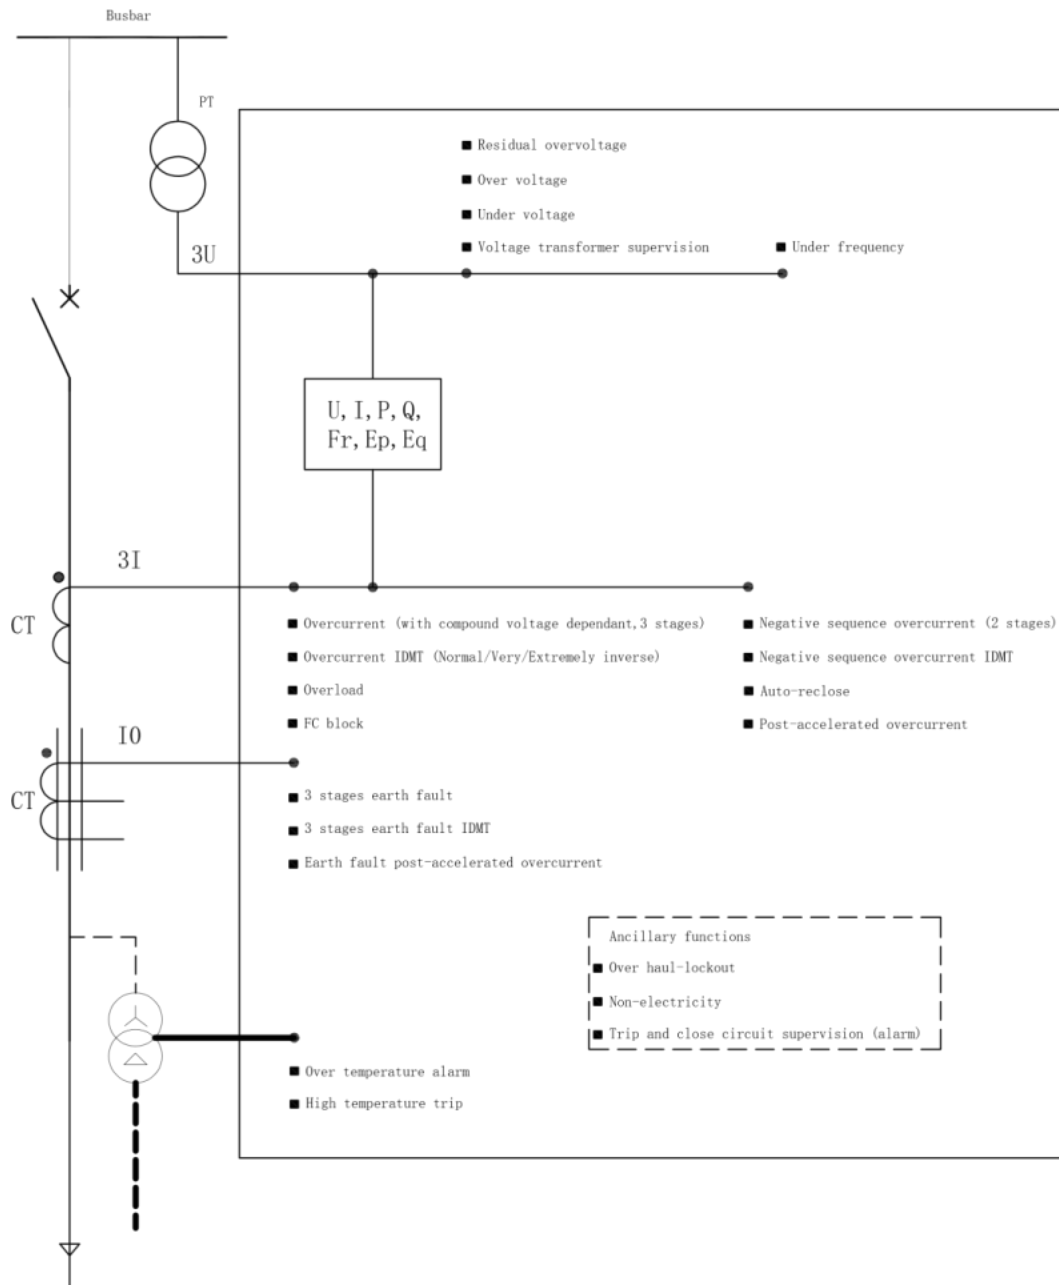 Busbar
PT
Residual overvoltage
Over voltage
Under voltage
Voltage transformer supervision
Under frequency
3U
U, I, P, Q,
Fr, Ep, Eq
3I
CT
Overcurrent (with compound voltage dependant, 3 stages)
Overcurrent IDMT (Normal/Very/Extremely inverse)
Overload
FC block
Negative sequence overcurrent (2 stages)
Negative sequence overcurrent IDMT
Auto-reclose
Post-accelerated overcurrent
I0
CT
3 stages earth fault
3 stages earth fault IDMT
Earth fault post-accelerated overcurrent
Ancillary functions
Over haul-lockout
Non-electricity
Trip and close circuit supervision (alarm)
Over temperature alarm
High temperature trip